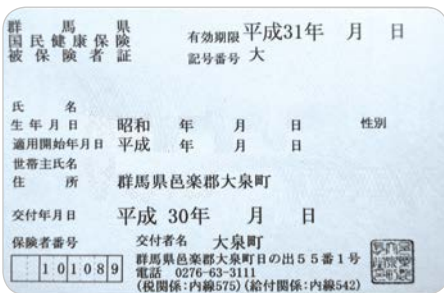 群馬県
国民健康保険
被保険者証
有効期限 平成31年 月 日
記号番号 大
氏名
生年月日 昭和 年 月 日 性別
適用開始年月日 平成 年 月 日
世帯主氏名
住所 群馬県邑楽郡大泉町
交付年月日 平成 30年 月 日
保険者番号 101089
交付者名 大泉町
群馬県邑楽郡大泉町日の出55番1号
電話 0276-63-3111
(税関係:内線575)(給付関係:内線542)